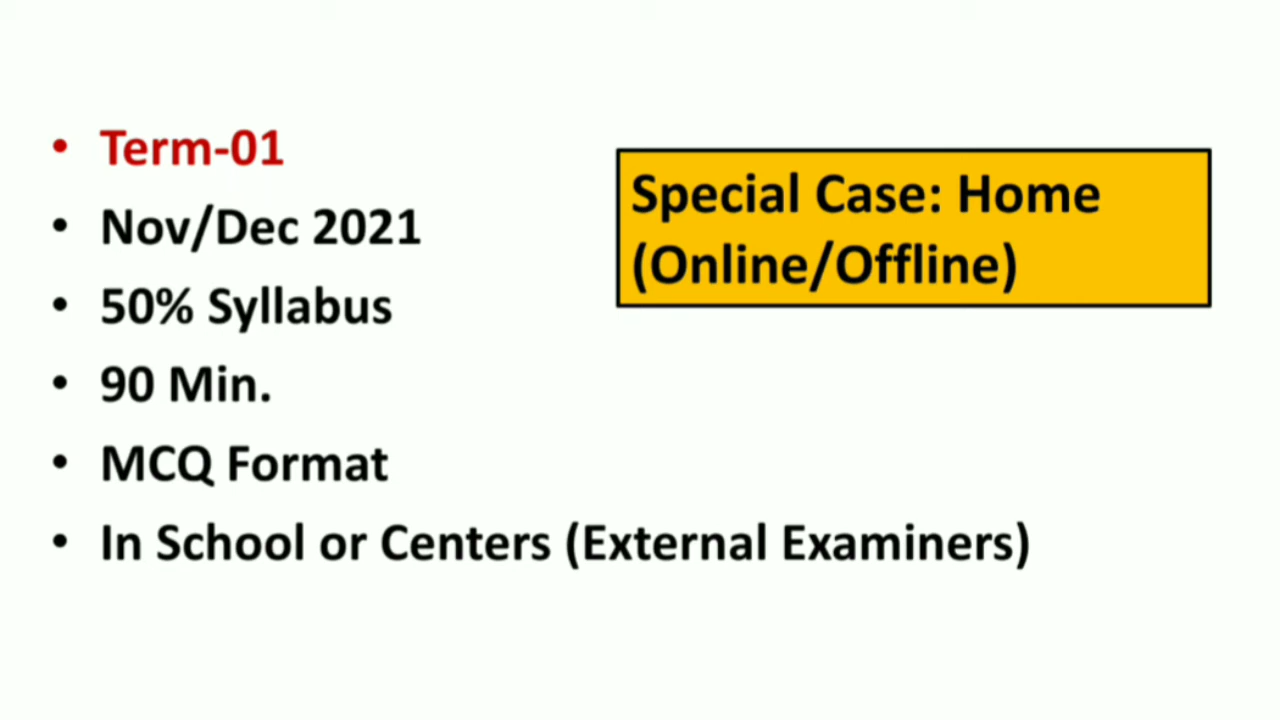 Term-01
Nov/Dec 2021
50% Syllabus
90 Min.
MCQ Format
In School or Centers (External Examiners)
Special Case: Home
(Online/Offline)